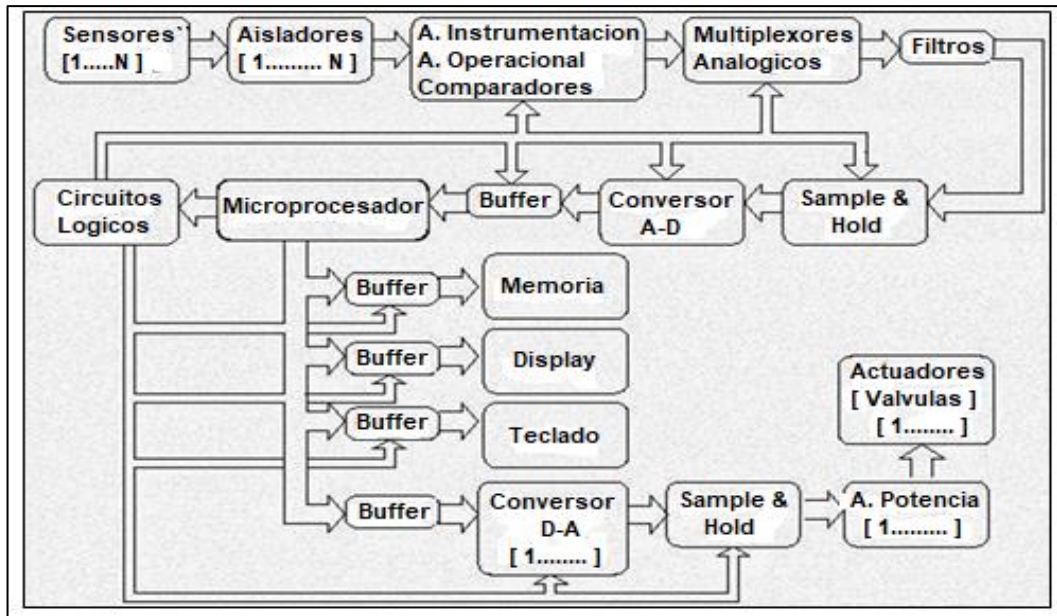 Sensores
[1.....N ]
Aisladores
[ 1......... N ]
A. Instrumentacion
A. Operacional
Comparadores
Multiplexores
Analogicos
Filtros
Circuitos
Logicos
Microprocesador
Buffer
Conversor
A-D
Sample &
Hold
Buffer
Memoria
Buffer
Display
Buffer
Teclado
Actuadores
[ Valvulas ]
[ 1........ ]
Buffer
Conversor
D-A
[ 1........ ]
Sample &
Hold
A. Potencia
[ 1......... ]